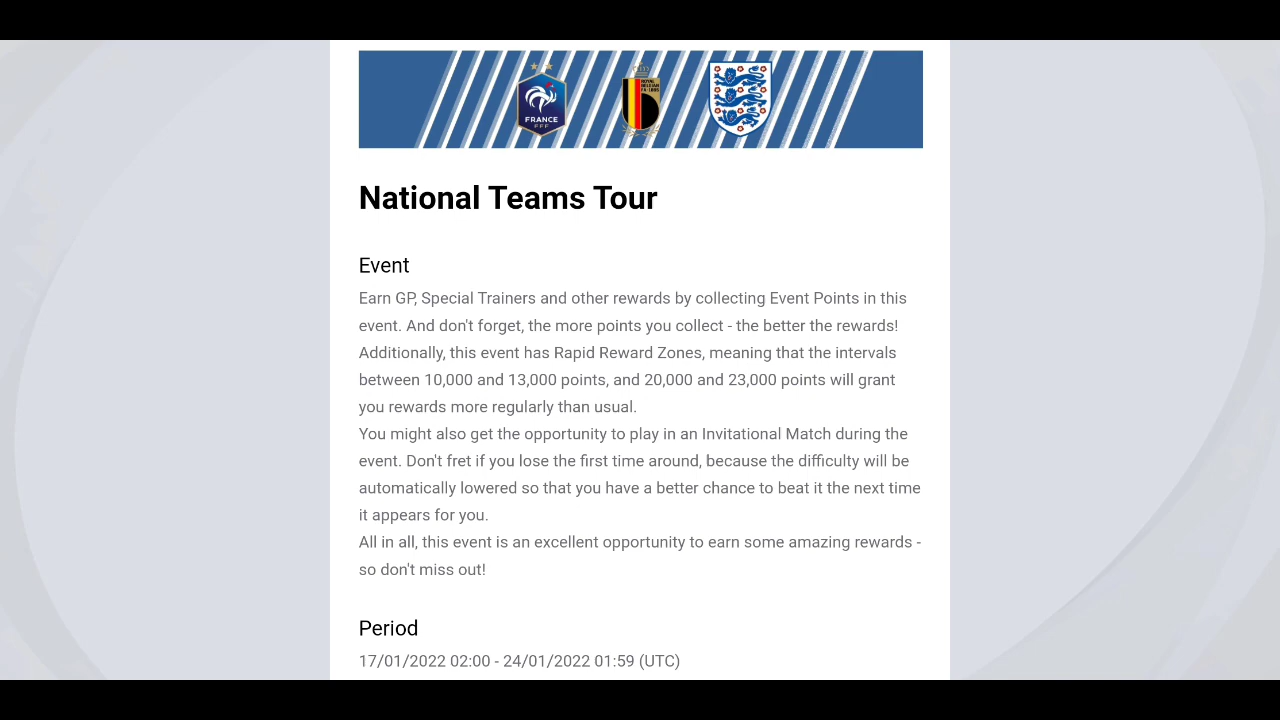 FRANCE
FFF
ROYAL
BELGIAN
FA·1895
National Teams Tour
Event
Earn GP, Special Trainers and other rewards by collecting Event Points in this
event. And don't forget, the more points you collect - the better the rewards!
Additionally, this event has Rapid Reward Zones, meaning that the intervals
between 10,000 and 13,000 points, and 20,000 and 23,000 points will grant
you rewards more regularly than usual.
You might also get the opportunity to play in an Invitational Match during the
event. Don't fret if you lose the first time around, because the difficulty will be
automatically lowered so that you have a better chance to beat it the next time
it appears for you.
All in all, this event is an excellent opportunity to earn some amazing rewards -
so don't miss out!
Period
17/01/2022 02:00 - 24/01/2022 01:59 (UTC)